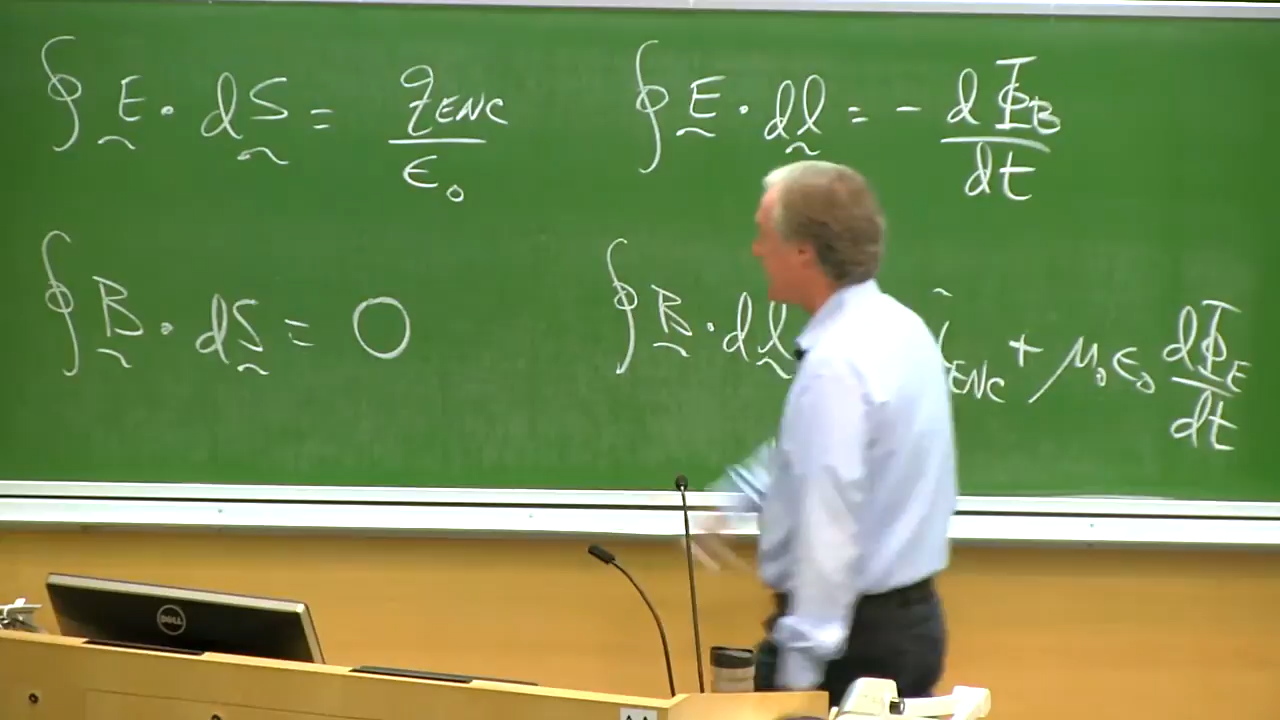 ∮ E · dS = q_ENC / ε₀
∮ E · dl = - dΦ_B / dt
∮ B · dS = 0
∮ B · dl i_ENC + μ₀ε₀ dΦ_E / dt
DELL